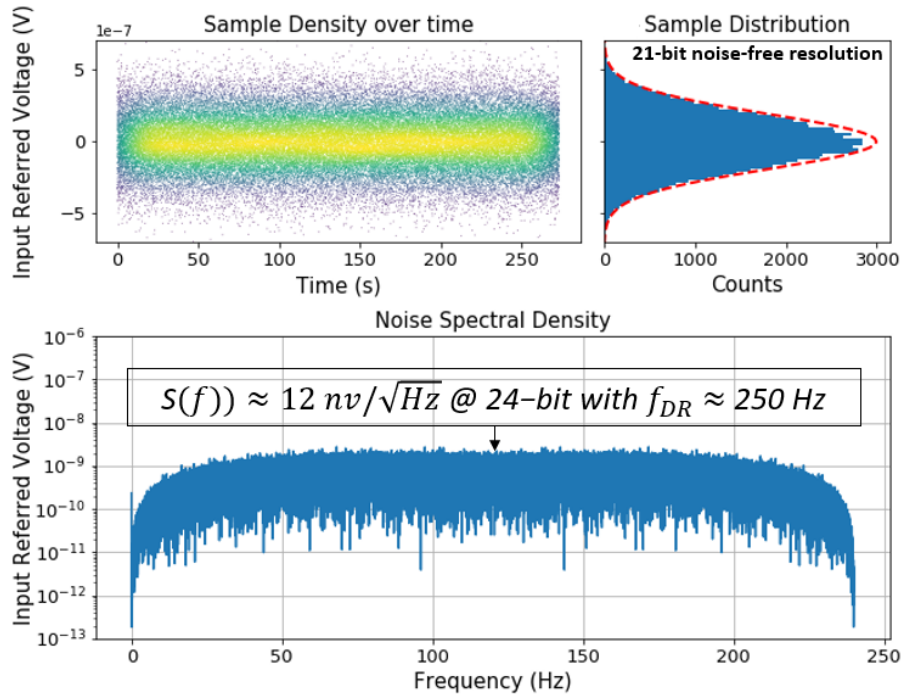 Sample Density over time
1e−7
Input Referred Voltage (V)
5
0
−5
0 50 100 150 200 250
Time (s)
Sample Distribution
21-bit noise-free resolution
0 1000 2000 3000
Counts
Noise Spectral Density
Input Referred Voltage (V)
10⁻⁶
10⁻⁷
10⁻⁸
10⁻⁹
10⁻¹⁰
10⁻¹¹
10⁻¹²
10⁻¹³
S(f)) ≈ 12 nv/√Hz @ 24−bit with f_DR ≈ 250 Hz
0 50 100 150 200 250
Frequency (Hz)